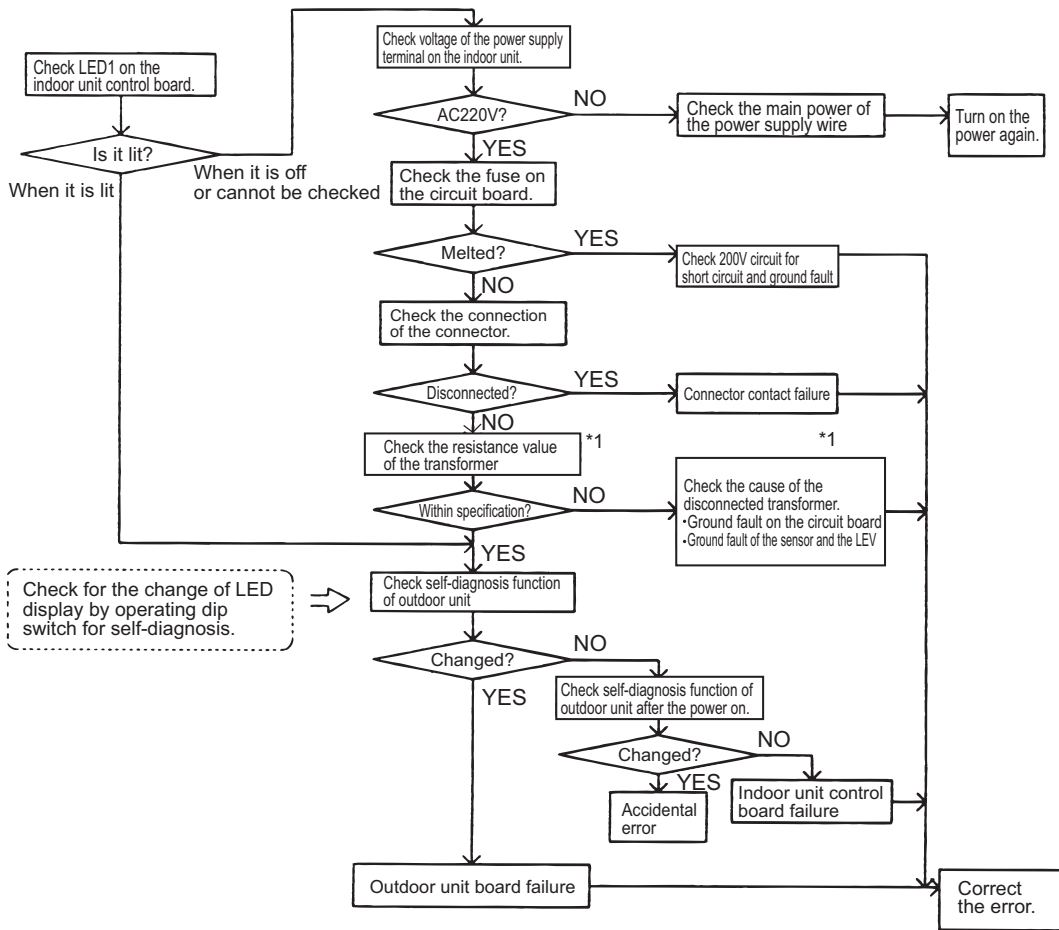 Check LED1 on the
indoor unit control board.
Is it lit?
When it is lit
When it is off
or cannot be checked
Check voltage of the power supply
terminal on the indoor unit.
AC220V?
NO
Check the main power of
the power supply wire
Turn on the
power again.
YES
Check the fuse on
the circuit board.
Melted?
YES
Check 200V circuit for
short circuit and ground fault
NO
Check the connection
of the connector.
Disconnected?
YES
Connector contact failure
NO
Check the resistance value
of the transformer
*1
*1
Within specification?
NO
Check the cause of the
disconnected transformer.
•Ground fault on the circuit board
•Ground fault of the sensor and the LEV
YES
Check for the change of LED
display by operating dip
switch for self-diagnosis.
Check self-diagnosis function
of outdoor unit
Changed?
NO
YES
Check self-diagnosis function of
outdoor unit after the power on.
Changed?
NO
YES
Accidental
error
Indoor unit control
board failure
Outdoor unit board failure
Correct
the error.